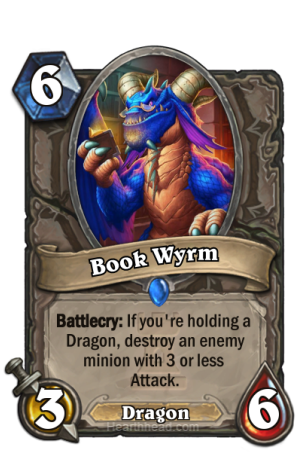 6
Book Wyrm
Battlecry: If you're holding a
Dragon, destroy an enemy
minion with 3 or less
Attack.
3
Dragon
6
Hearthhead.com